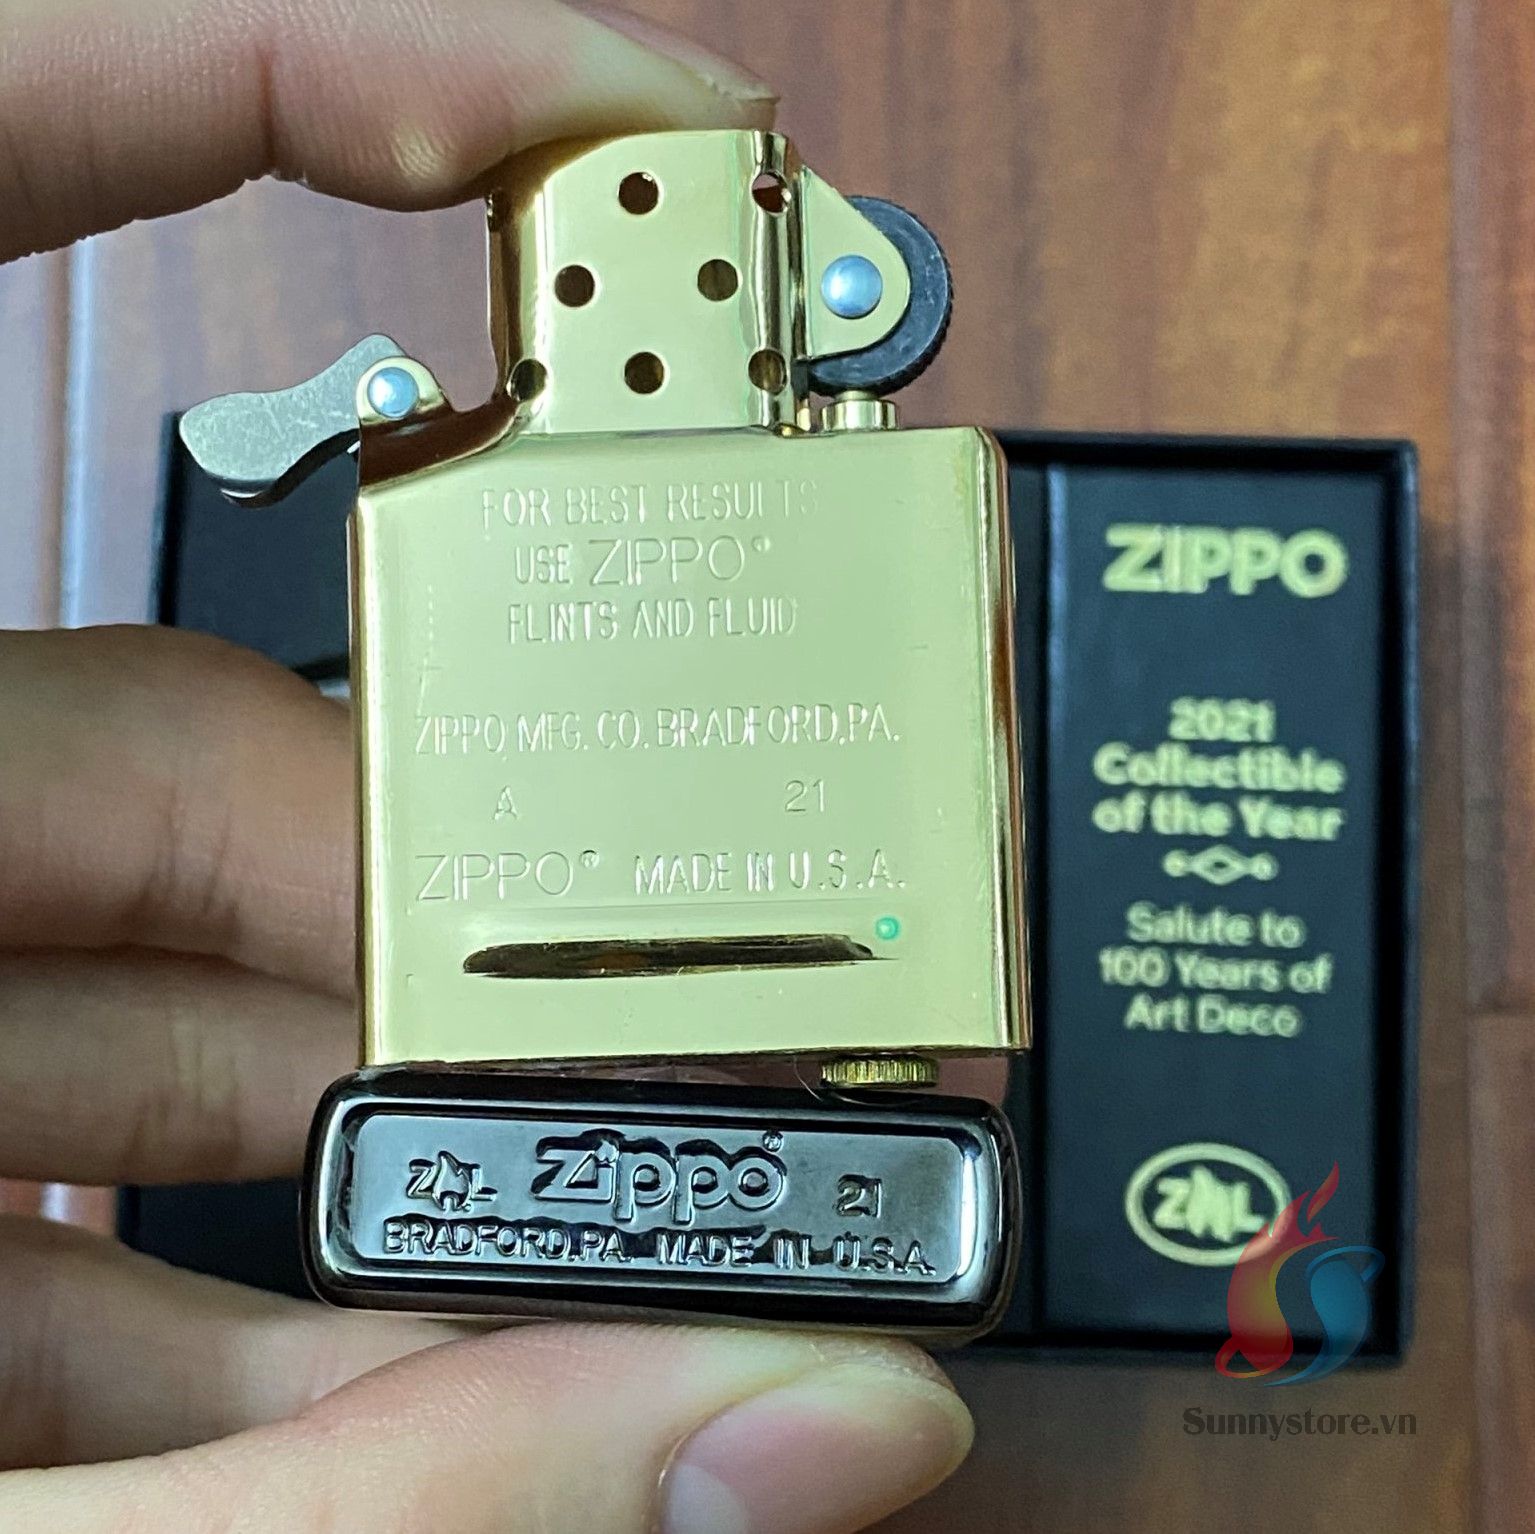 FOR BEST RESULTS
USE ZIPPO®
FLINTS AND FLUID
ZIPPO MFG. CO. BRADFORD, PA.
A 21
ZIPPO® MADE IN U.S.A.
Zippo® 21
BRADFORD, PA. MADE IN U.S.A.
ZIPPO
2021
Collectible
of the Year
Salute to
100 Years of
Art Deco
Sunnystore.vn